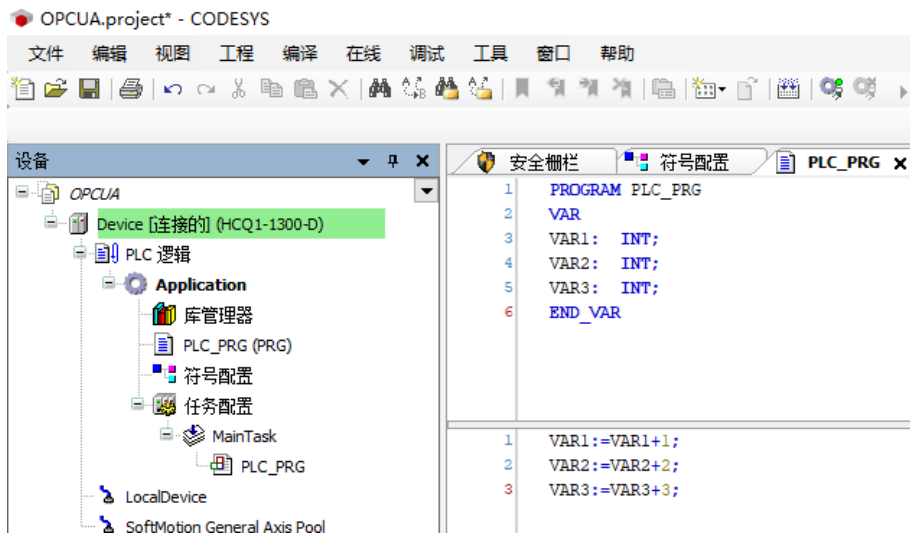 OPCUA.project* - CODESYS
文件 编辑 视图 工程 编译 在线 调试 工具 窗口 帮助
设备
安全栅栏 符号配置 PLC_PRG
OPCUA
Device [连接的] (HCQ1-1300-D)
PLC 逻辑
Application
库管理器
PLC_PRG (PRG)
符号配置
任务配置
MainTask
PLC_PRG
LocalDevice
SoftMotion General Axis Pool
1 PROGRAM PLC_PRG
2 VAR
3 VAR1: INT;
4 VAR2: INT;
5 VAR3: INT;
6 END_VAR
1 VAR1:=VAR1+1;
2 VAR2:=VAR2+2;
3 VAR3:=VAR3+3;